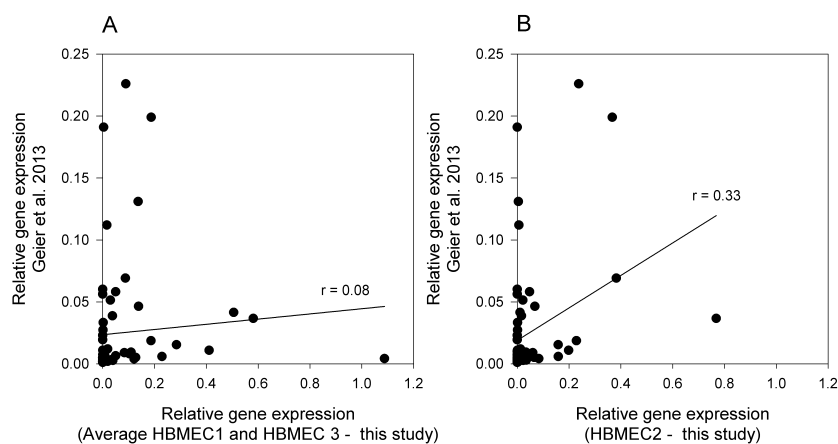 A
0.25
0.20
0.15
0.10
0.05
0.00
Relative gene expression
Geier et al. 2013
r = 0.08
0.0 0.2 0.4 0.6 0.8 1.0 1.2
Relative gene expression
(Average HBMEC1 and HBMEC 3 - this study)
B
0.25
0.20
0.15
0.10
0.05
0.00
Relative gene expression
Geier et al. 2013
r = 0.33
0.0 0.2 0.4 0.6 0.8 1.0 1.2
Relative gene expression
(HBMEC2 - this study)